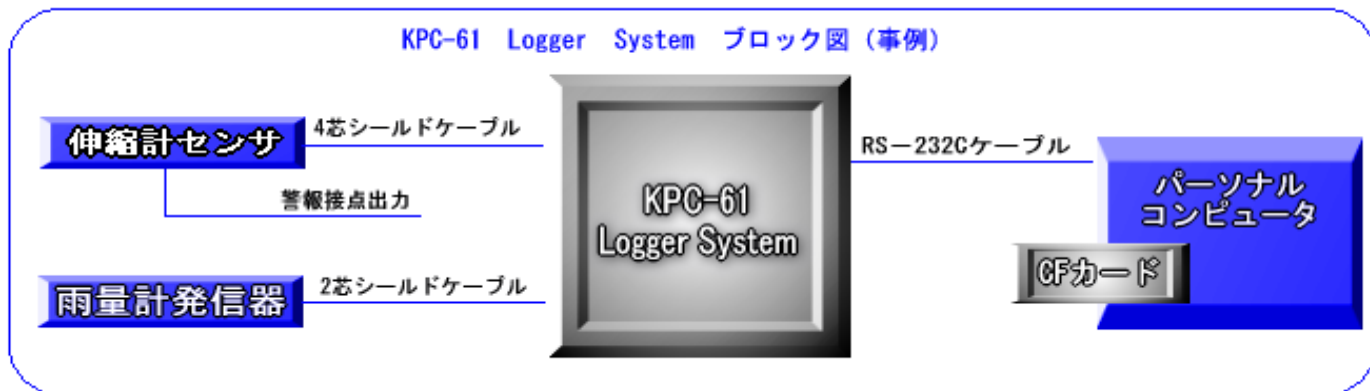 KPC-61 Logger System ブロック図（事例）
伸縮計センサ
4芯シールドケーブル
警報接点出力
雨量計発信器
2芯シールドケーブル
KPC-61
Logger System
RS－232Cケーブル
パーソナル
コンピュータ
CFカード